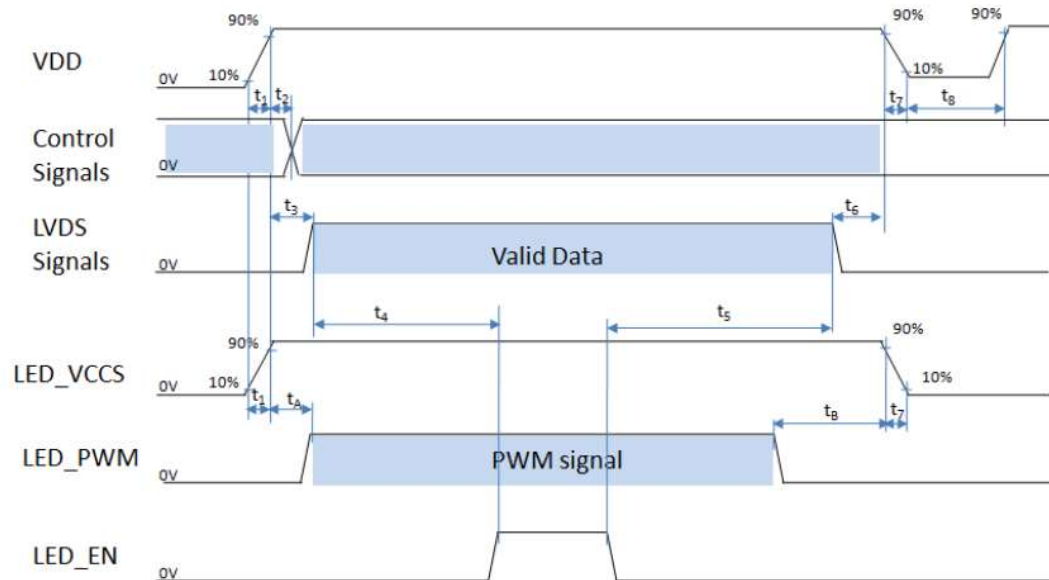 90%
90%
90%
VDD
0V
10%
10%
t1
t2
t7
t8
Control
Signals
0V
t3
t6
LVDS
Signals
Valid Data
0V
t4
t5
90%
90%
LED_VCCS
0V
10%
10%
t1
tA
tB
t7
LED_PWM
PWM signal
0V
LED_EN
0V